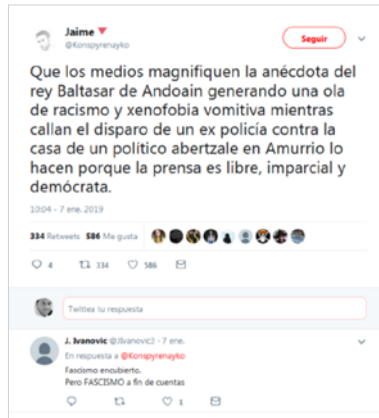 Jaime
@Konspyrenayko
Seguir
Que los medios magnifiquen la anécdota del
rey Baltasar de Andoain generando una ola
de racismo y xenofobia vomitiva mientras
callan el disparo de un ex policía contra la
casa de un político abertzale en Amurrio lo
hacen porque la prensa es libre, imparcial y
demócrata.
10:04 - 7 ene. 2019
334 Retweets 586 Me gusta
4 334 586
Twittea tu respuesta
J. Ivanovic @JIvanovic3 - 7 ene.
En respuesta a @Konspyrenayko
Fascismo encubierto.
Pero FASCISMO a fin de cuentas
1